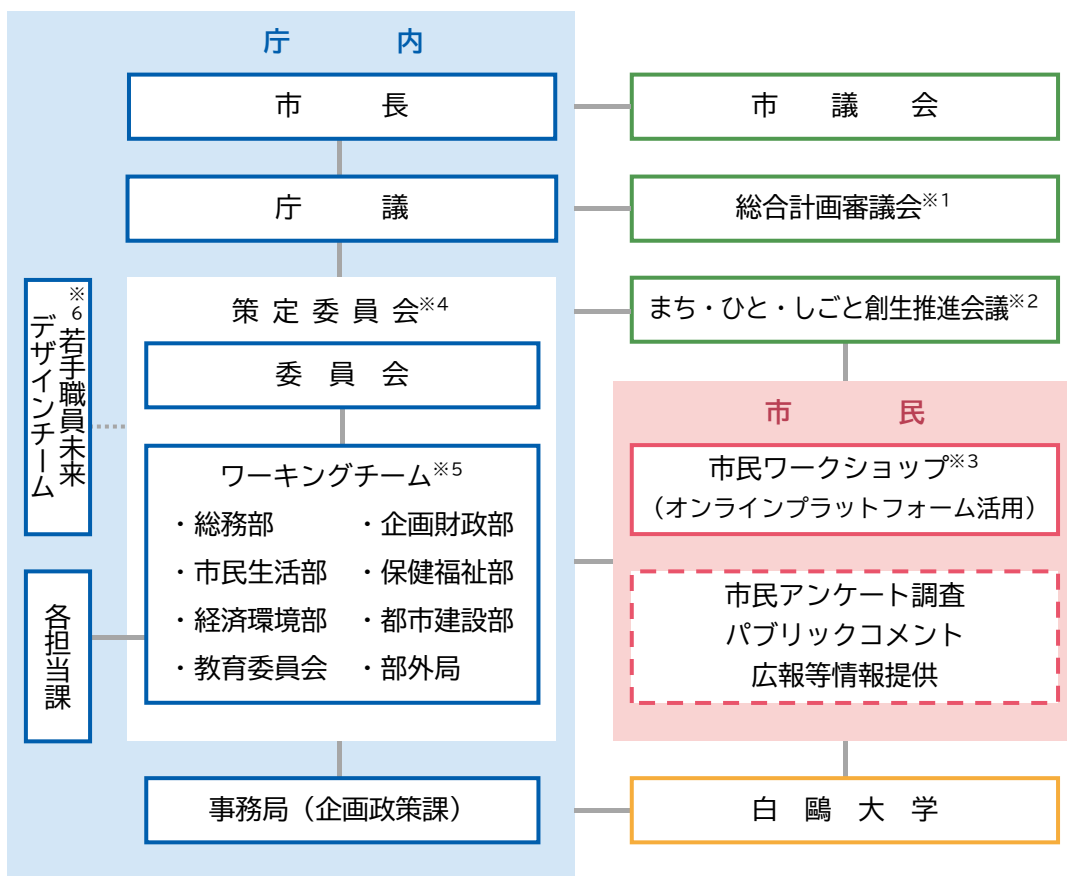 庁　内
市　長
市　議　会
庁　議
総合計画審議会※1
策定委員会※4
まち・ひと・しごと創生推進会議※2
※6若手職員未来
デザインチーム
委員会
市　民
市民ワークショップ※3
（オンラインプラットフォーム活用）
ワーキングチーム※5
・総務部　・企画財政部
・市民生活部　・保健福祉部
・経済環境部　・都市建設部
・教育委員会　・部外局
各担当課
市民アンケート調査
パブリックコメント
広報等情報提供
事務局（企画政策課）
白鷗大学